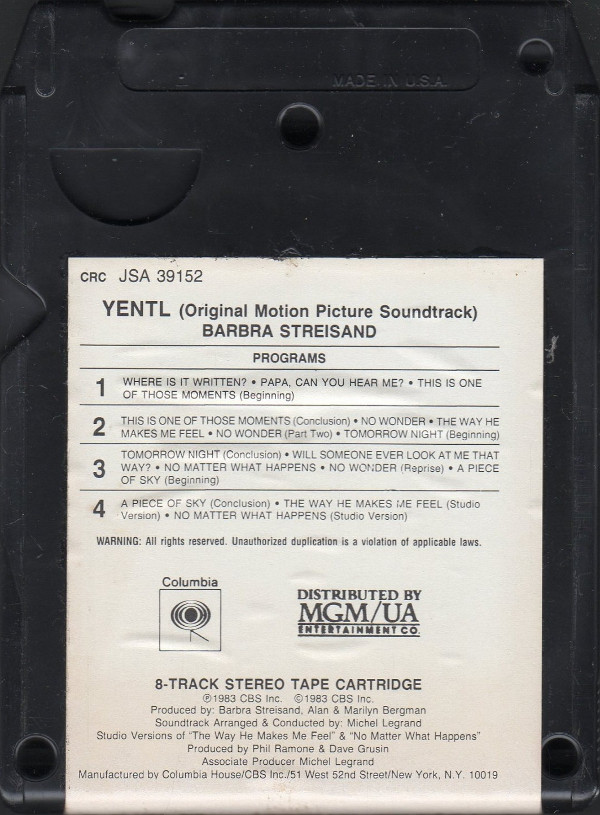 MADE IN U.S.A.
CRC JSA 39152
YENTL (Original Motion Picture Soundtrack)
BARBRA STREISAND
PROGRAMS
1 WHERE IS IT WRITTEN? • PAPA, CAN YOU HEAR ME? • THIS IS ONE
OF THOSE MOMENTS (Beginning)
2 THIS IS ONE OF THOSE MOMENTS (Conclusion) • NO WONDER • THE WAY HE
MAKES ME FEEL • NO WONDER (Part Two) • TOMORROW NIGHT (Beginning)
3 TOMORROW NIGHT (Conclusion) • WILL SOMEONE EVER LOOK AT ME THAT
WAY? • NO MATTER WHAT HAPPENS • NO WONDER (Reprise) • A PIECE
OF SKY (Beginning)
4 A PIECE OF SKY (Conclusion) • THE WAY HE MAKES ME FEEL (Studio
Version) • NO MATTER WHAT HAPPENS (Studio Version)
WARNING: All rights reserved. Unauthorized duplication is a violation of applicable laws.
Columbia
DISTRIBUTED BY
MGM/UA
ENTERTAINMENT CO.
8-TRACK STEREO TAPE CARTRIDGE
℗1983 CBS Inc. ©1983 CBS Inc.
Produced by: Barbra Streisand, Alan & Marilyn Bergman
Soundtrack Arranged & Conducted by: Michel Legrand
Studio Versions of "The Way He Makes Me Feel" & "No Matter What Happens"
Produced by Phil Ramone & Dave Grusin
Associate Producer Michel Legrand
Manufactured by Columbia House/CBS Inc./51 West 52nd Street/New York, N.Y. 10019